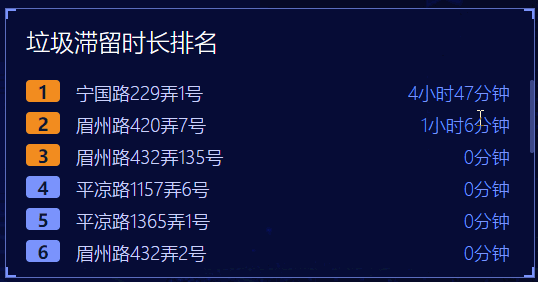 垃圾滞留时长排名
1 宁国路229弄1号 4小时47分钟
2 眉州路420弄7号 1小时6分钟
3 眉州路432弄135号 0分钟
4 平凉路1157弄6号 0分钟
5 平凉路1365弄1号 0分钟
6 眉州路432弄2号 0分钟